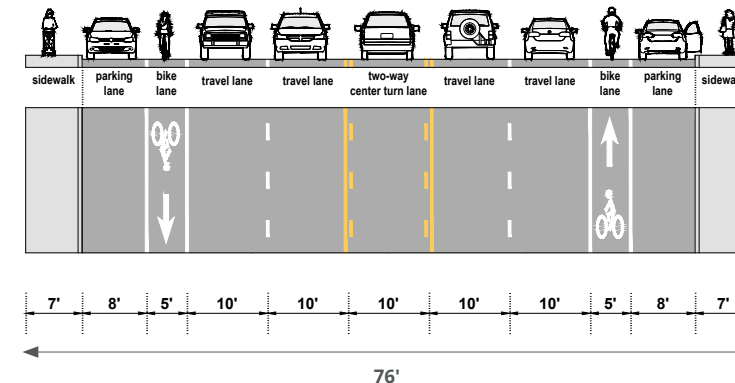 sidewalk parking lane bike lane travel lane travel lane two-way center turn lane travel lane travel lane bike lane parking lane sidewa
7' 8' 5' 10' 10' 10' 10' 10' 5' 8' 7'
76'